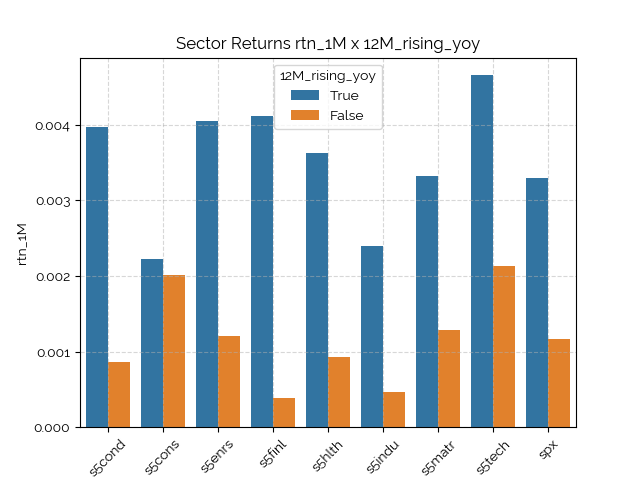 Sector Returns rtn_1M x 12M_rising_yoy
12M_rising_yoy
True
False
rtn_1M
0.004
0.003
0.002
0.001
0.000
s5cond
s5cons
s5enrs
s5finl
s5hlth
s5indu
s5matr
s5tech
spx